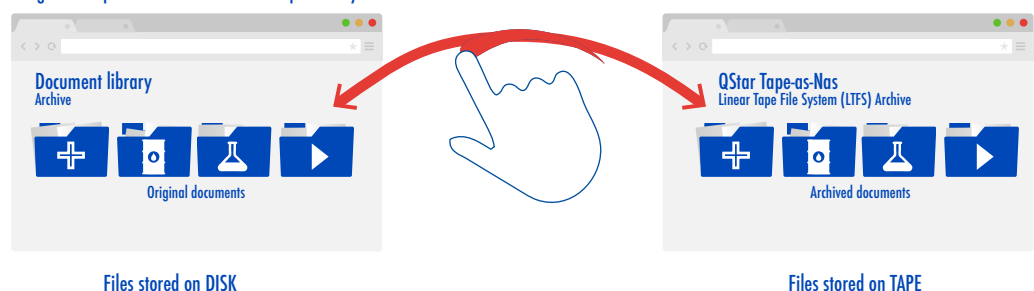 Document library
Archive
Original documents
Files stored on DISK
QStar Tape-as-Nas
Linear Tape File System (LTFS) Archive
Archived documents
Files stored on TAPE